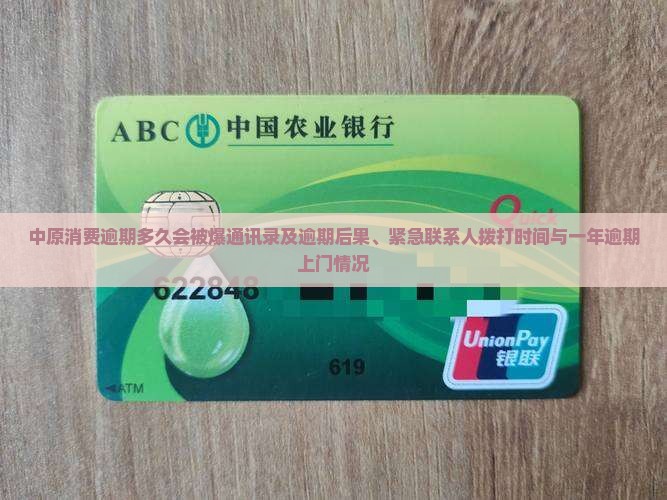 ABC 中国农业银行
Quick
中原消费逾期多久会被爆通讯录及逾期后果、紧急联系人拨打时间与一年逾期
上门情况
622848
UnionPay
银联
619
◀ATM